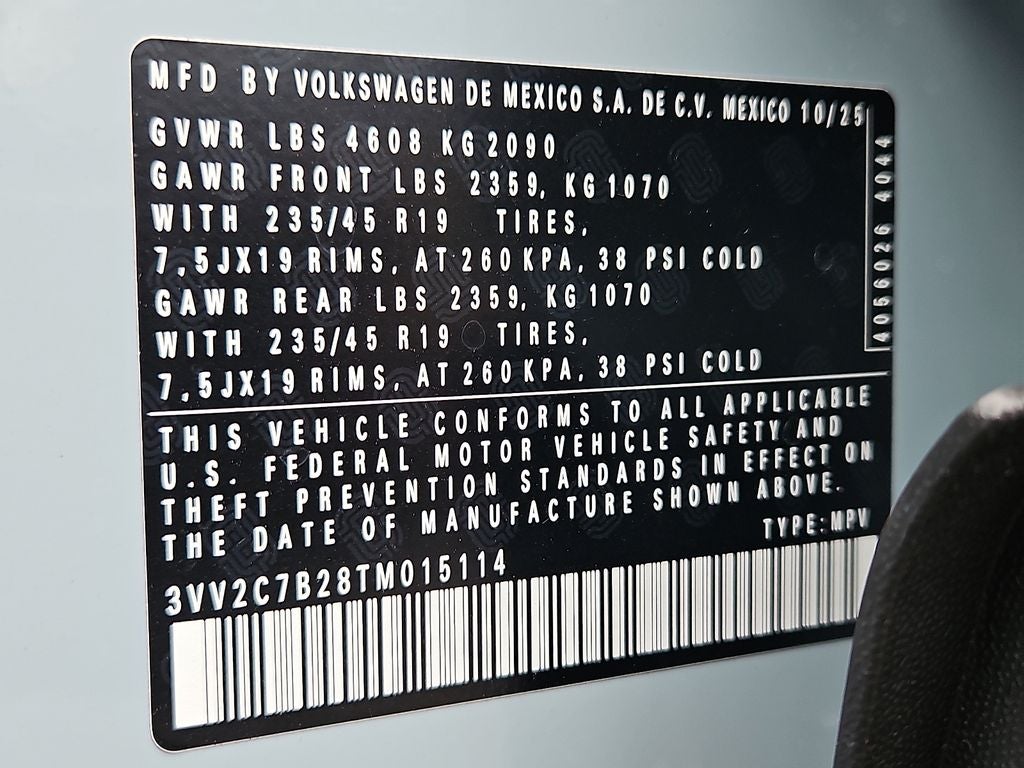 MFD BY VOLKSWAGEN DE MEXICO S.A. DE C.V. MEXICO 10/25
GVWR LBS 4608 KG 2090
GAWR FRONT LBS 2359, KG 1070
WITH 235/45 R19 TIRES,
7,5JX19 RIMS, AT 260 KPA, 38 PSI COLD
GAWR REAR LBS 2359, KG 1070
WITH 235/45 R19 TIRES,
7,5JX19 RIMS, AT 260 KPA, 38 PSI COLD
4056026 4044
THIS VEHICLE CONFORMS TO ALL APPLICABLE
U.S. FEDERAL MOTOR VEHICLE SAFETY AND
THEFT PREVENTION STANDARDS IN EFFECT ON
THE DATE OF MANUFACTURE SHOWN ABOVE.
TYPE:MPV
3VV2C7B28TM015114